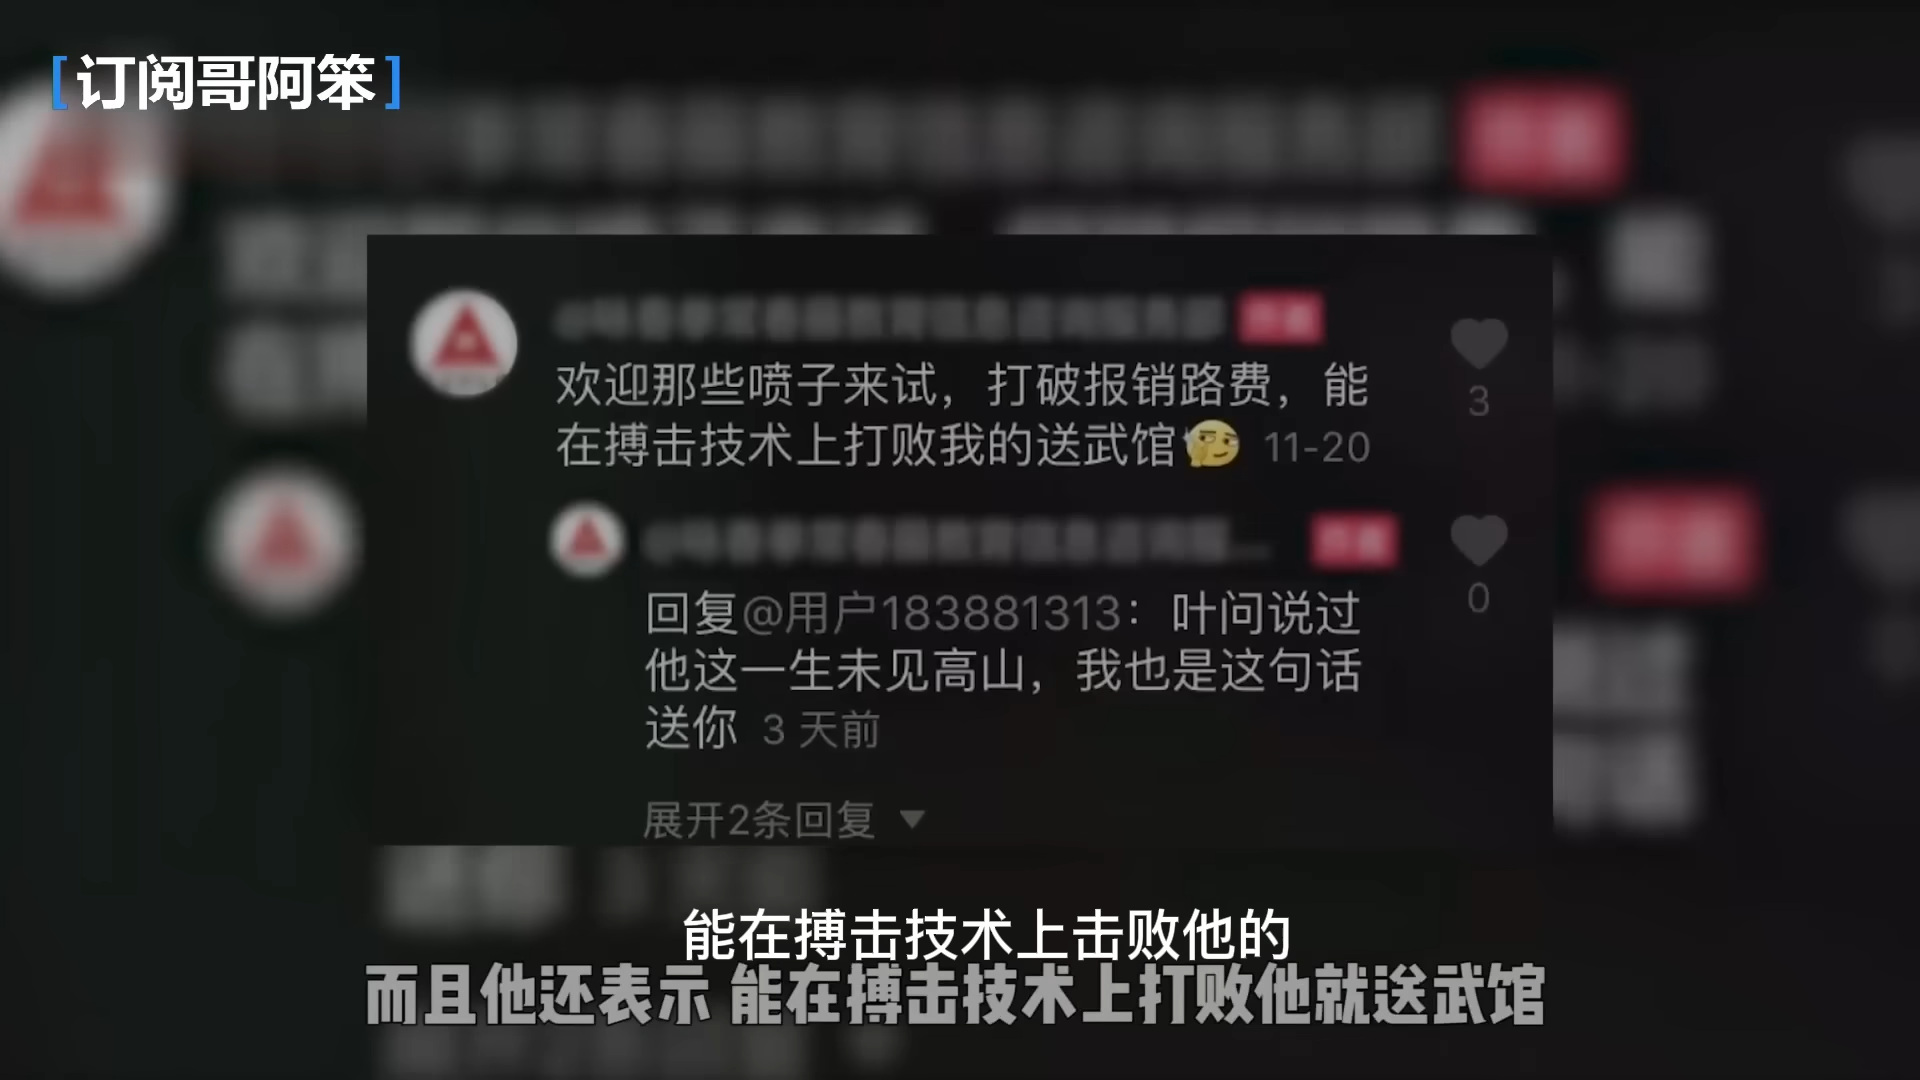 [订阅哥阿笨]
欢迎那些喷子来试，打破报销路费，能
在搏击技术上打败我的送武馆 11-20
3
回复@用户183881313：叶问说过
他这一生未见高山，我也是这句话
送你 3 天前
0
展开2条回复
能在搏击技术上击败他的
而且他还表示 能在搏击技术上打败他就送武馆